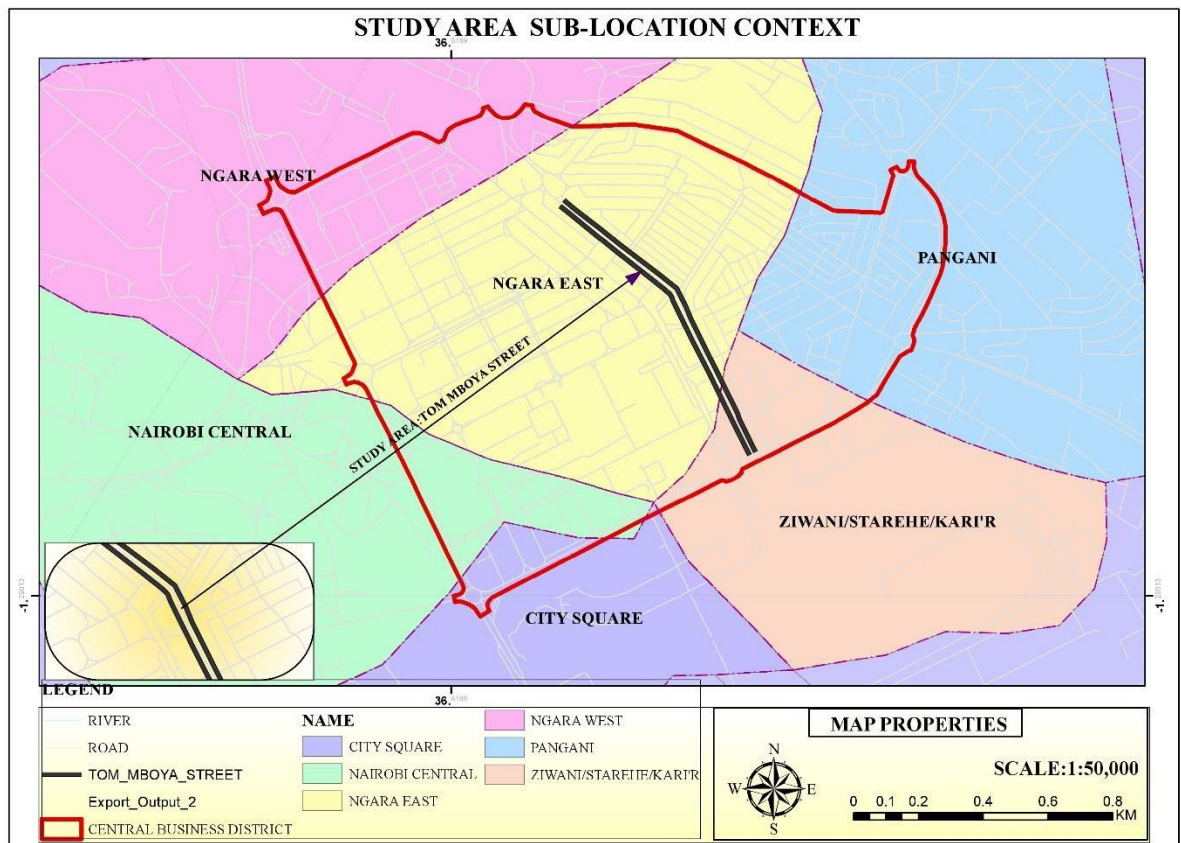 STUDY AREA SUB-LOCATION CONTEXT
36.
NGARA WEST
PANGANI
NGARA EAST
STUDY AREA:TOM MBOYA STREET
NAIROBI CENTRAL
ZIWANI/STAREHE/KARI'R
CITY SQUARE
-1.
-1.
36.
LEGEND
RIVER
ROAD
TOM_MBOYA_STREET
Export_Output_2
CENTRAL BUSINESS DISTRICT
NAME
CITY SQUARE
NAIROBI CENTRAL
NGARA EAST
NGARA WEST
PANGANI
ZIWANI/STAREHE/KARI'R
MAP PROPERTIES
N
W E
S
SCALE:1:50,000
0 0.1 0.2 0.4 0.6 0.8
KM